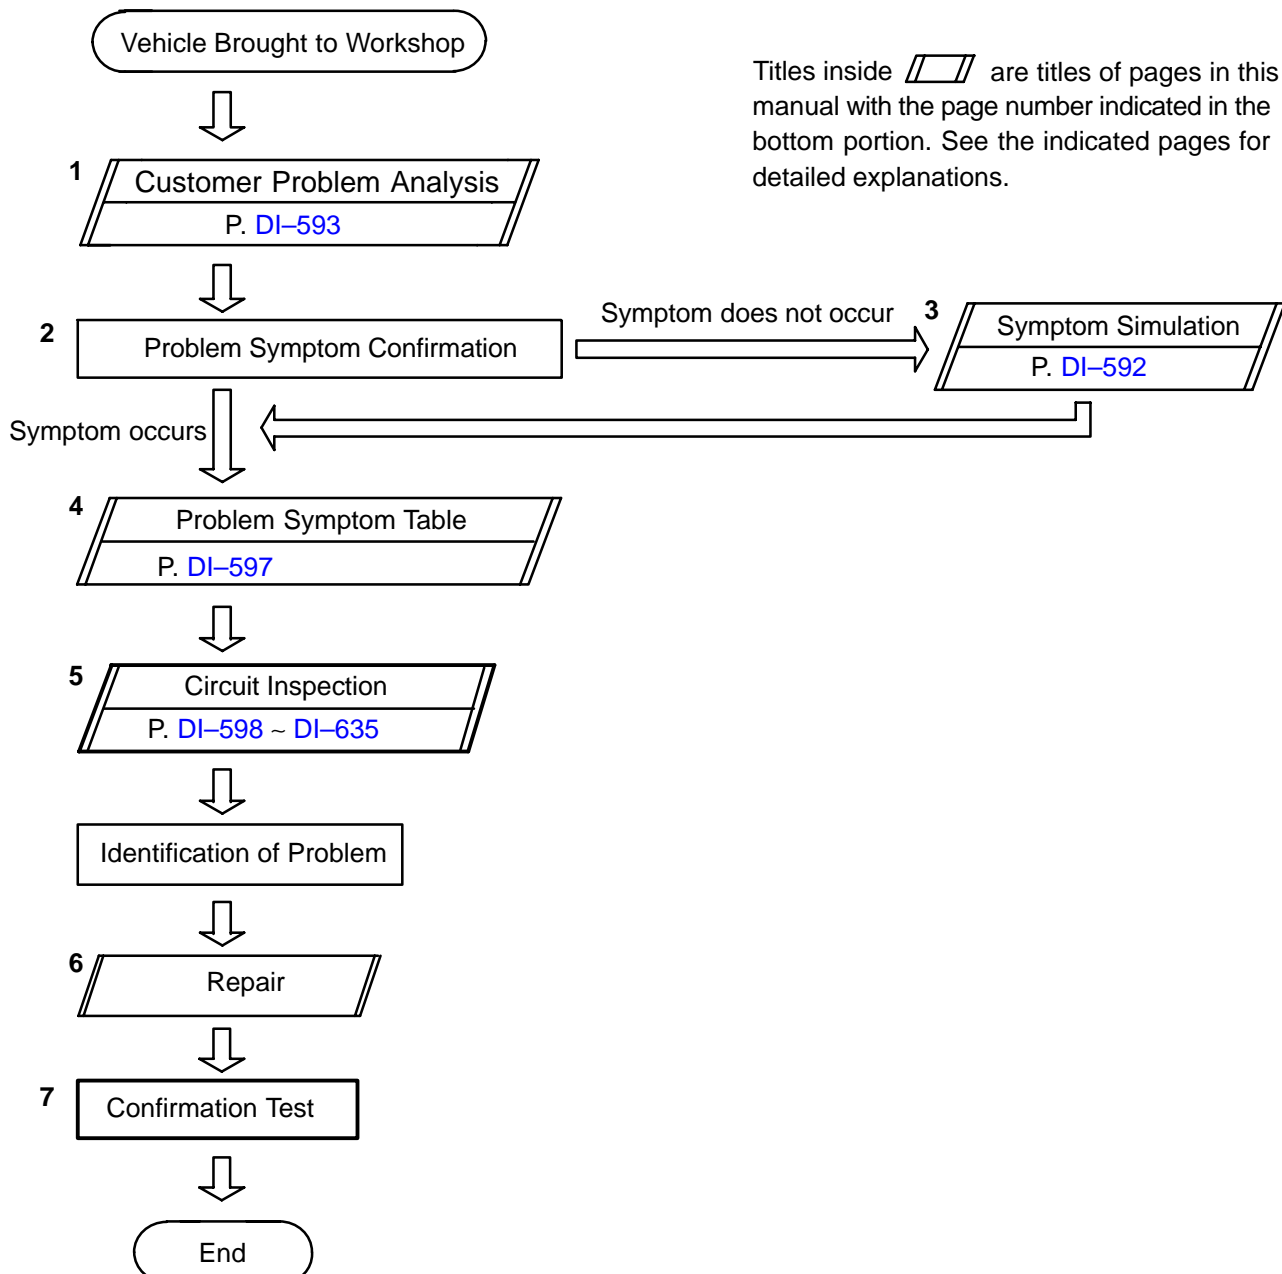 Vehicle Brought to Workshop
Titles inside are titles of pages in this
manual with the page number indicated in the
bottom portion. See the indicated pages for
detailed explanations.
1
Customer Problem Analysis
P. DI–593
2
Problem Symptom Confirmation
Symptom does not occur
3
Symptom Simulation
P. DI–592
Symptom occurs
4
Problem Symptom Table
P. DI–597
5
Circuit Inspection
P. DI–598 ~ DI–635
Identification of Problem
6
Repair
7
Confirmation Test
End